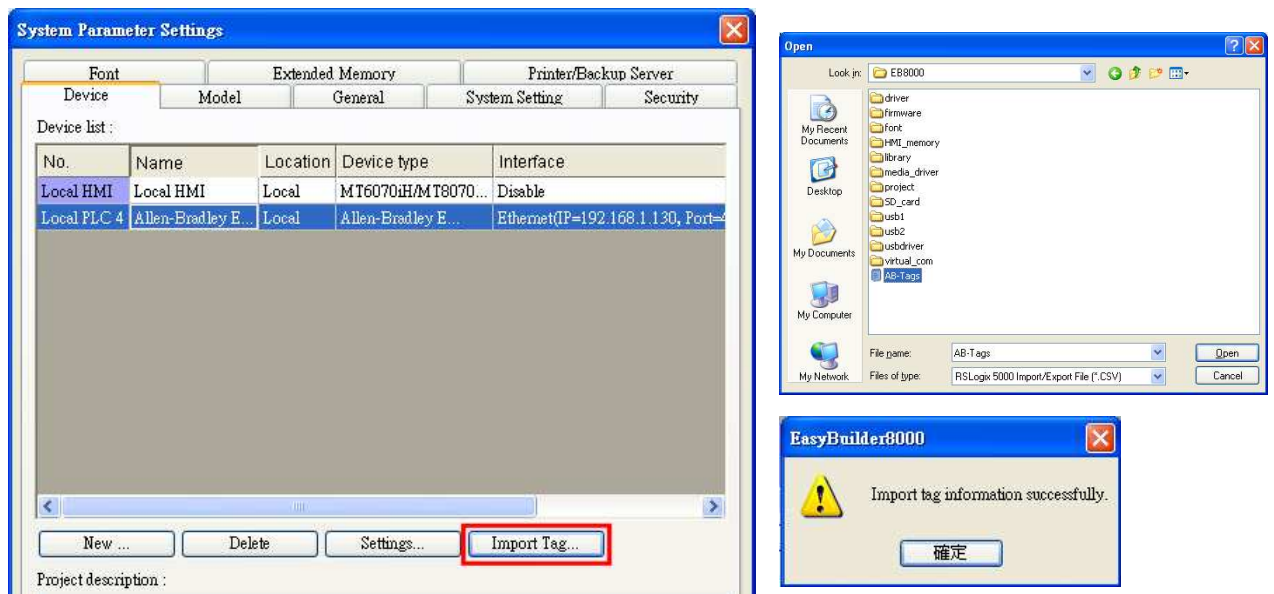 System Parameter Settings
Font Extended Memory Printer/Backup Server
Device Model General System Setting Security
Device list :
No. Name Location Device type Interface
Local HMI Local HMI Local MT6070iH/MT8070... Disable
Local PLC 4 Allen-Bradley E... Local Allen-Bradley E... Ethernet(IP=192.168.1.130, Port=4
New ... Delete Settings... Import Tag...
Project description :
Open
Look in: EB8000
My Recent Documents
Desktop
My Documents
My Computer
My Network
driver
firmware
font
HMI_memory
library
media_driver
project
SD_card
usb1
usb2
usbdriver
virtual_com
AB-Tags
File name: AB-Tags Open
Files of type: RSLogix 5000 Import/Export File (*.CSV) Cancel
EasyBuilder8000
Import tag information successfully.
確定